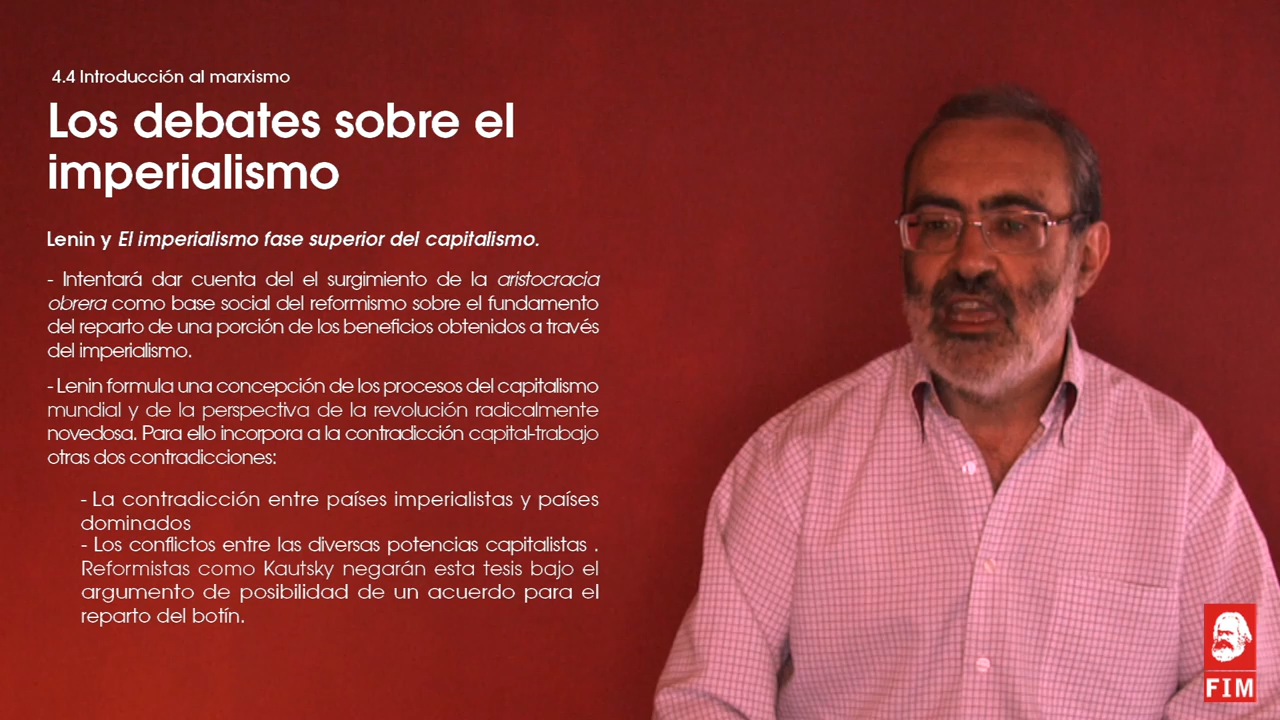 4.4 Introducción al marxismo
Los debates sobre el
imperialismo
Lenin y El imperialismo fase superior del capitalismo.
- Intentará dar cuenta del el surgimiento de la aristocracia
obrera como base social del reformismo sobre el fundamento
del reparto de una porción de los beneficios obtenidos a través
del imperialismo.
- Lenin formula una concepción de los procesos del capitalismo
mundial y de la perspectiva de la revolución radicalmente
novedosa. Para ello incorpora a la contradicción capital-trabajo
otras dos contradicciones:
- La contradicción entre países imperialistas y países
dominados
- Los conflictos entre las diversas potencias capitalistas .
Reformistas como Kautsky negarán esta tesis bajo el
argumento de posibilidad de un acuerdo para el
reparto del botín.
FIM